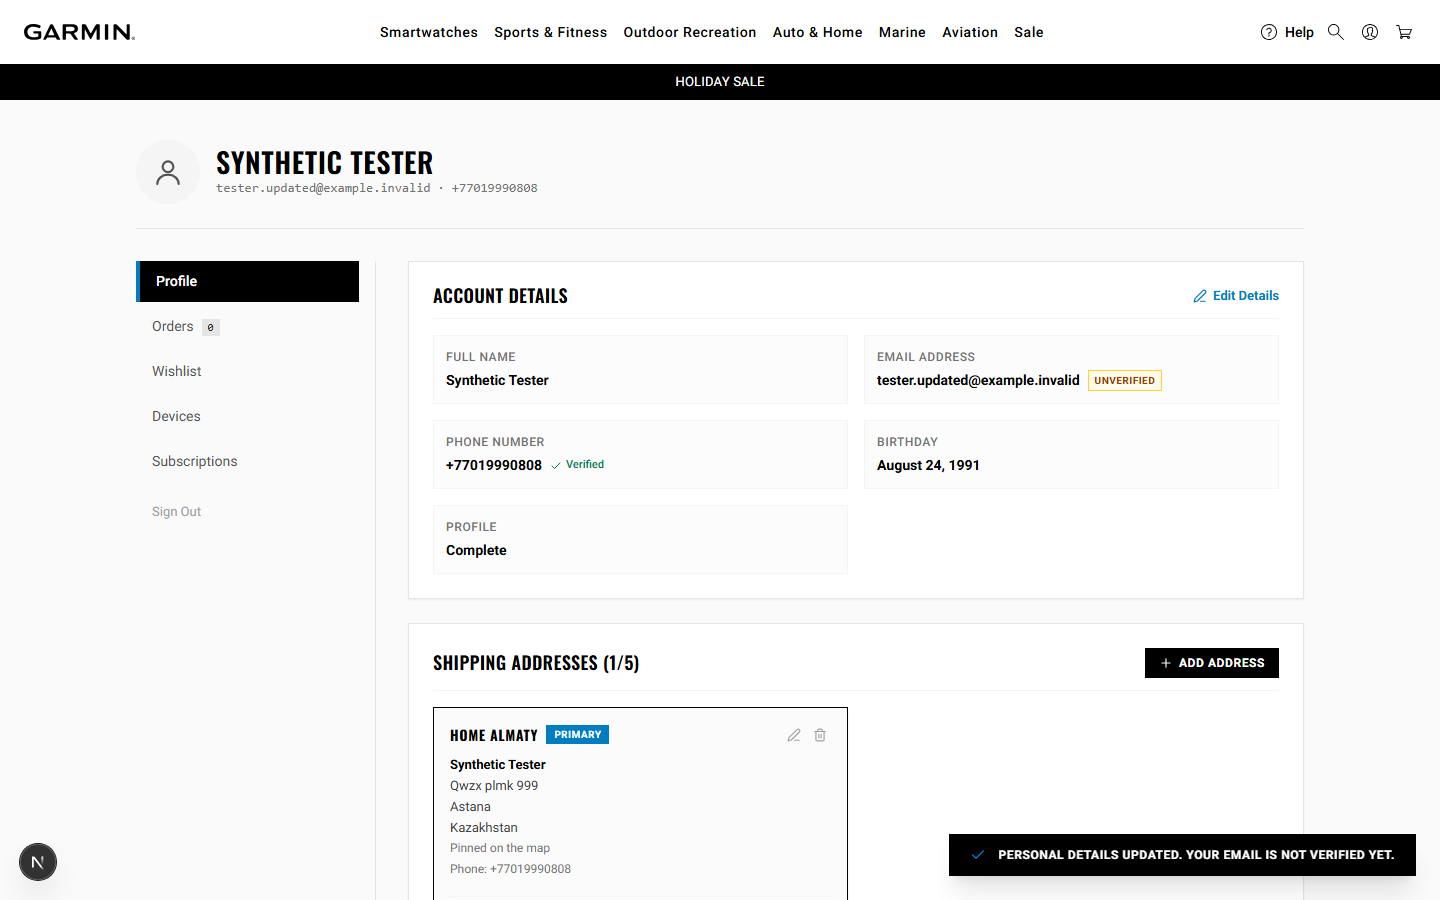 GARMIN.
Smartwatches Sports & Fitness Outdoor Recreation Auto & Home Marine Aviation Sale
Help
HOLIDAY SALE
SYNTHETIC TESTER
tester.updated@example.invalid · +77019990808
Profile
Orders 0
Wishlist
Devices
Subscriptions
Sign Out
ACCOUNT DETAILS
Edit Details
FULL NAME
Synthetic Tester
EMAIL ADDRESS
tester.updated@example.invalid UNVERIFIED
PHONE NUMBER
+77019990808 Verified
BIRTHDAY
August 24, 1991
PROFILE
Complete
SHIPPING ADDRESSES (1/5)
+ ADD ADDRESS
HOME ALMATY PRIMARY
Synthetic Tester
Qwzx plmk 999
Astana
Kazakhstan
Pinned on the map
Phone: +77019990808
N
PERSONAL DETAILS UPDATED. YOUR EMAIL IS NOT VERIFIED YET.